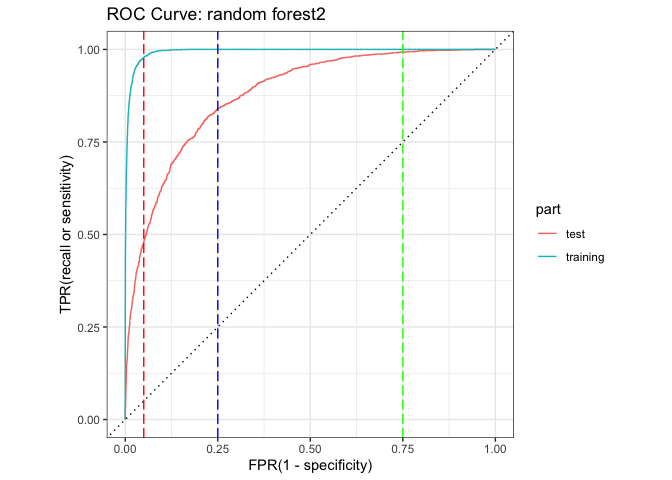 ROC Curve: random forest2
TPR(recall or sensitivity)
1.00
0.75
0.50
0.25
0.00
0.00
0.25
0.50
0.75
1.00
FPR(1 - specificity)
part
test
training